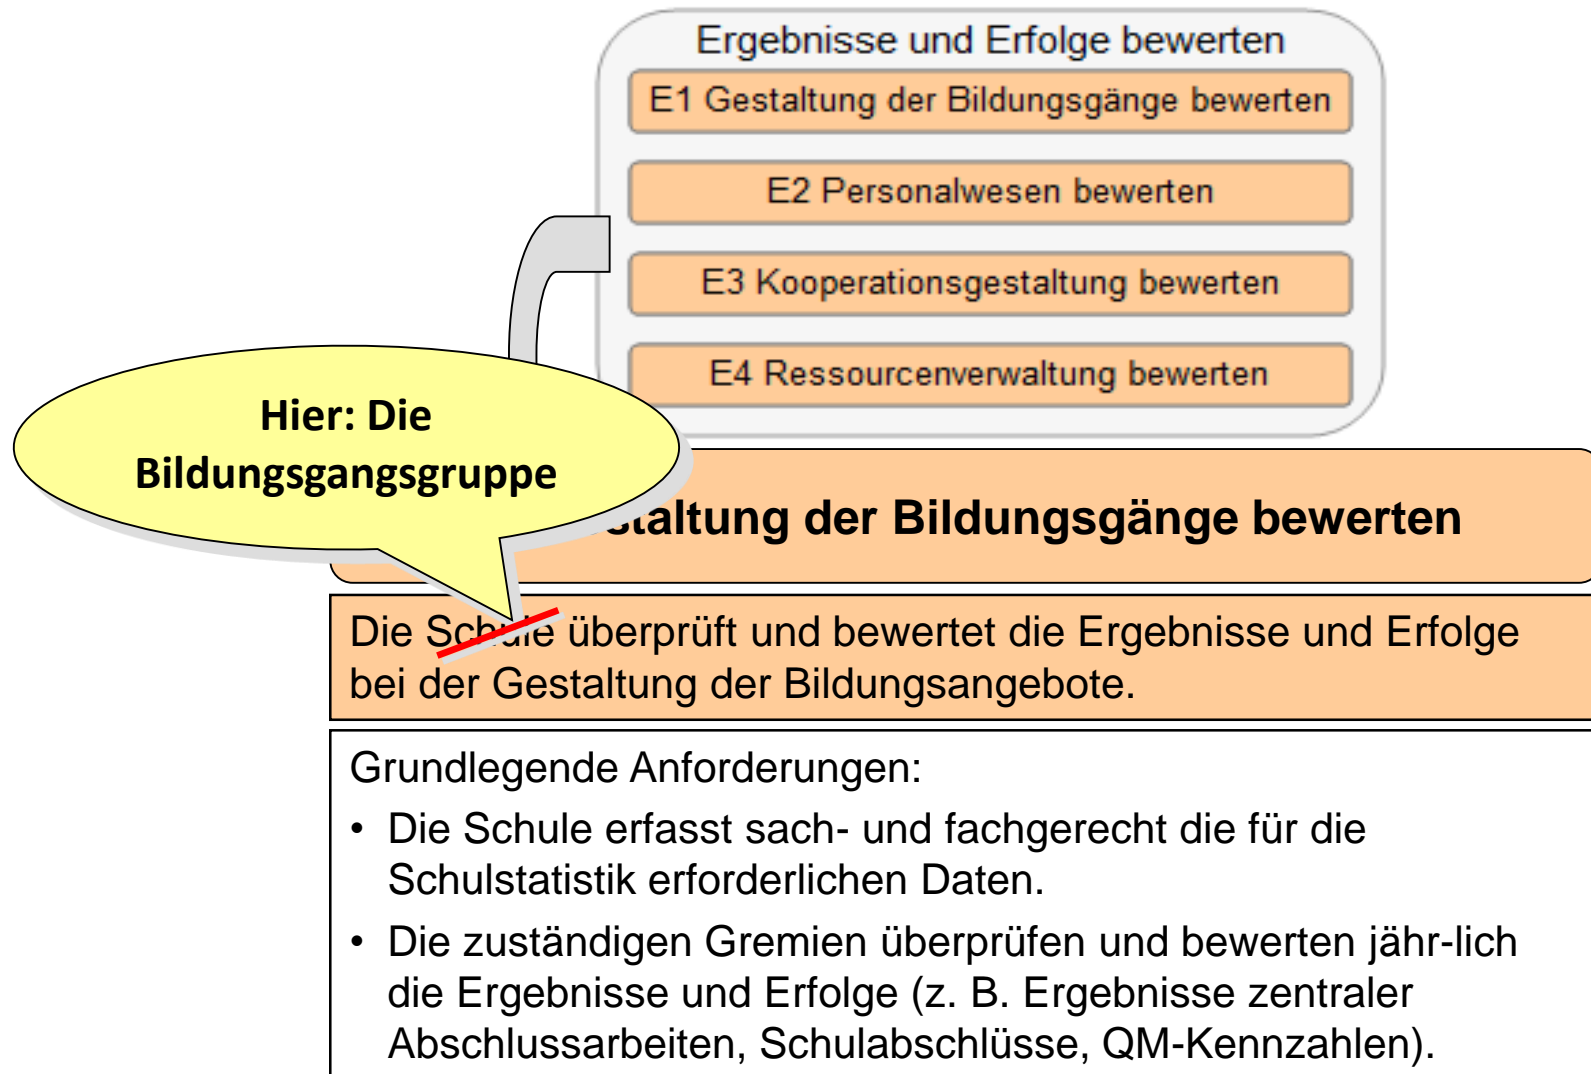 Ergebnisse und Erfolge bewerten
E1 Gestaltung der Bildungsgänge bewerten
E2 Personalwesen bewerten
E3 Kooperationsgestaltung bewerten
E4 Ressourcenverwaltung bewerten
Hier: Die
Bildungsgangsgruppe
staltung der Bildungsgänge bewerten
Die Schule überprüft und bewertet die Ergebnisse und Erfolge
bei der Gestaltung der Bildungsangebote.
Grundlegende Anforderungen:
• Die Schule erfasst sach- und fachgerecht die für die
Schulstatistik erforderlichen Daten.
• Die zuständigen Gremien überprüfen und bewerten jähr-lich
die Ergebnisse und Erfolge (z. B. Ergebnisse zentraler
Abschlussarbeiten, Schulabschlüsse, QM-Kennzahlen).